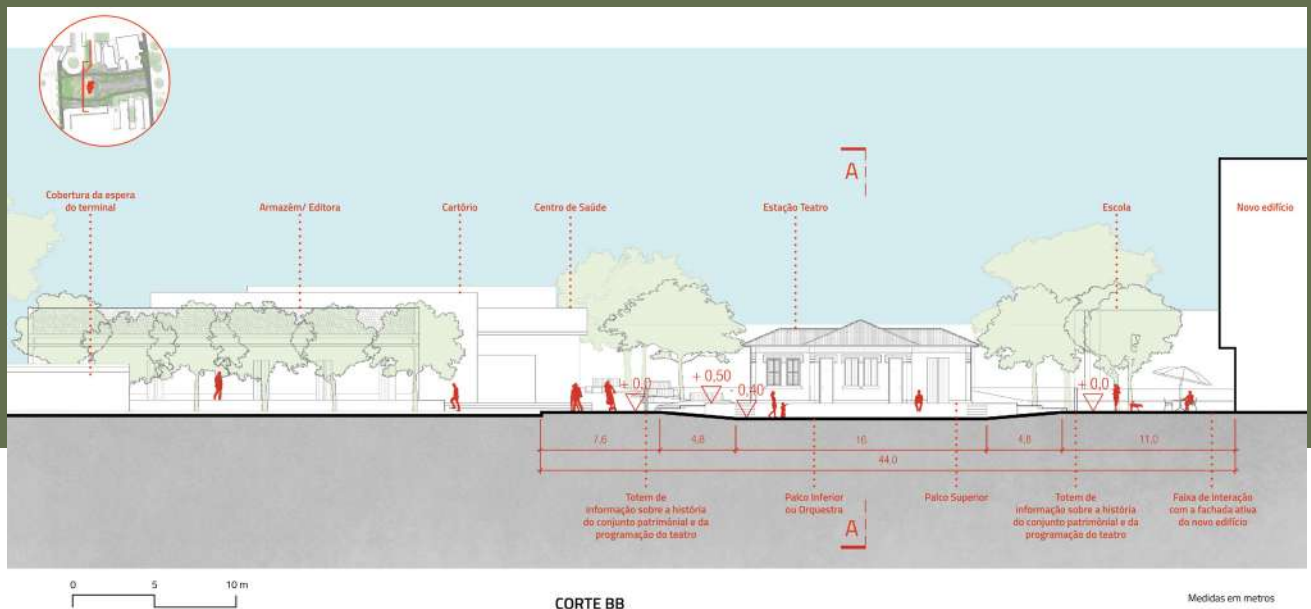 Cobertura da espera
do terminal
Armazém/ Editora
Cartório
Centro de Saúde
A
Estação Teatro
Escola
Novo edifício
+ 0,0
+ 0,50
- 0,40
+ 0,0
7,6
4,8
16
4,8
11,0
44,0
Totem de
informação sobre a história
do conjunto patrimônial e da
programação do teatro
Palco Inferior
ou Orquestra
A
Palco Superior
Totem de
informação sobre a história
do conjunto patrimônial e da
programação do teatro
Faixa de interação
com a fachada ativa
do novo edifício
0 5 10 m
CORTE BB
Medidas em metros